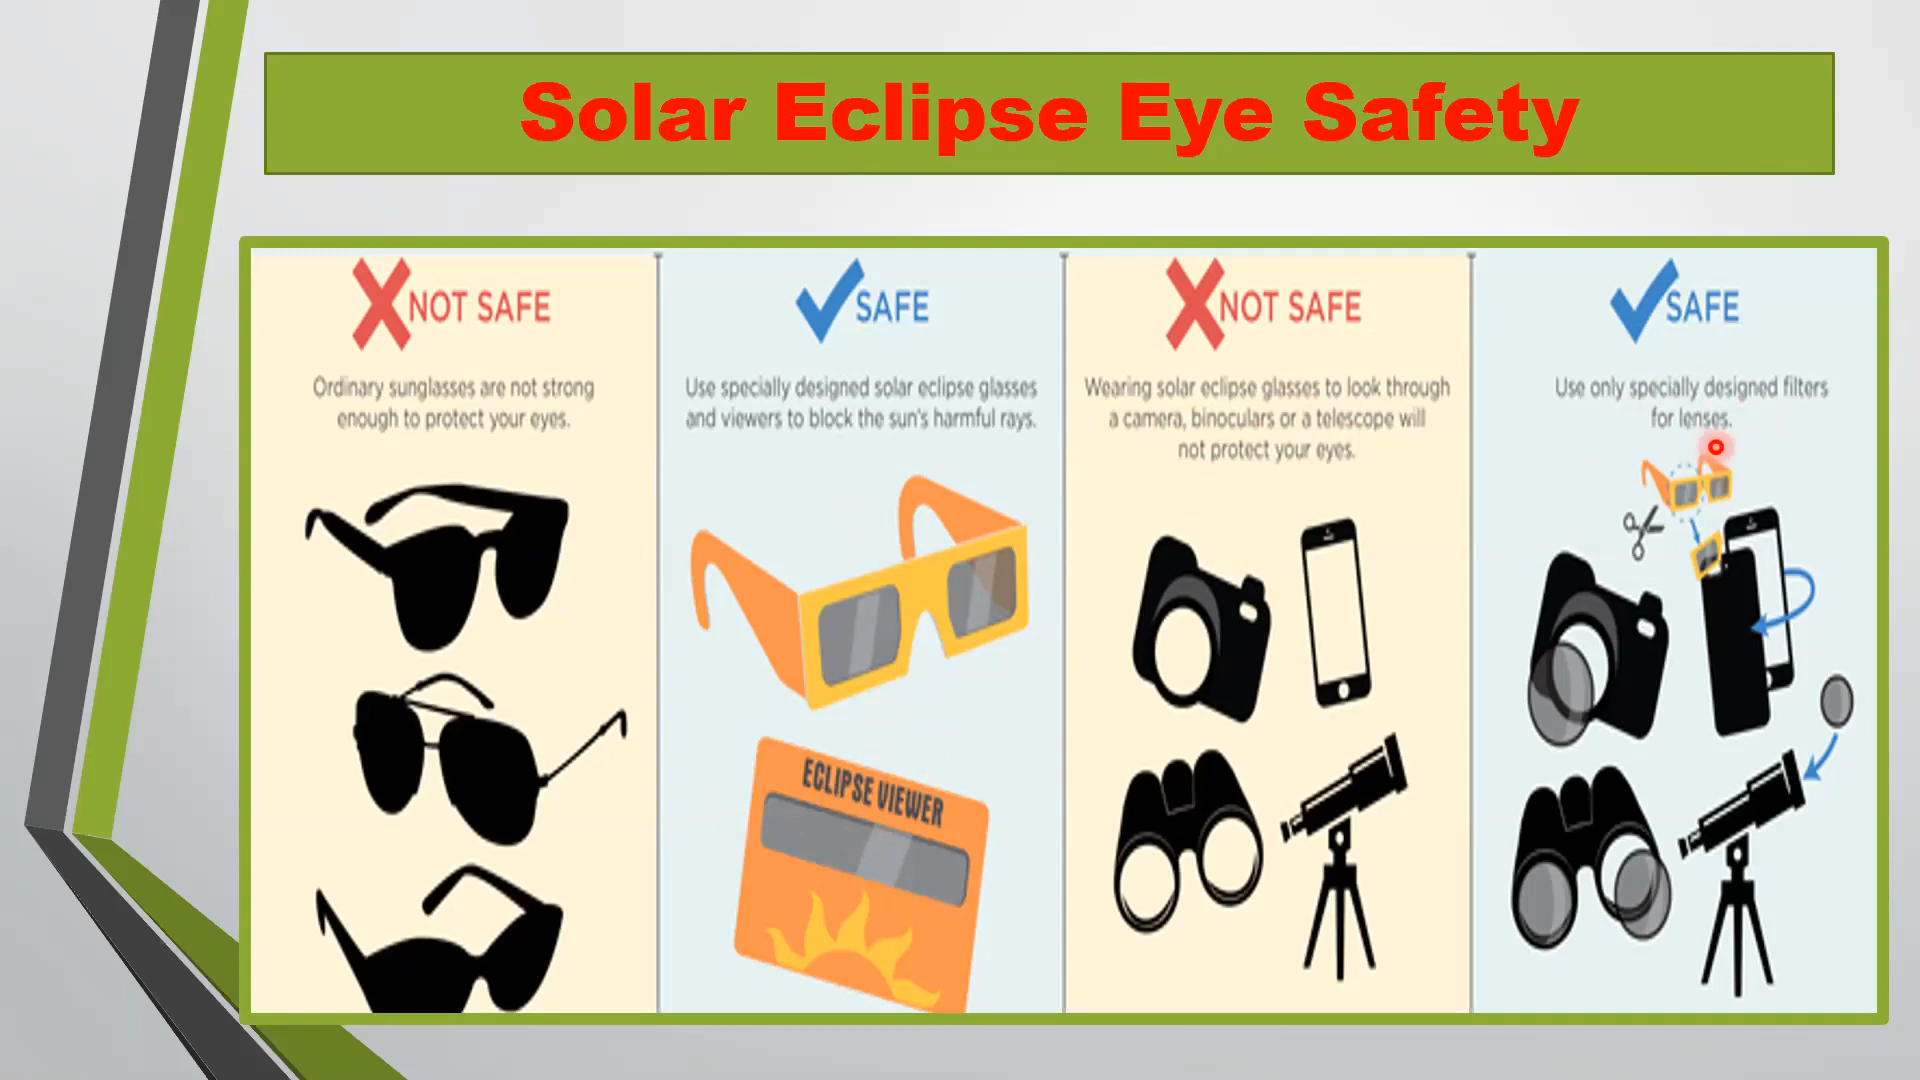 Solar Eclipse Eye Safety
NOT SAFE
Ordinary sunglasses are not strong
enough to protect your eyes.
SAFE
Use specially designed solar eclipse glasses
and viewers to block the sun's harmful rays.
ECLIPSE VIEWER
NOT SAFE
Wearing solar eclipse glasses to look through
a camera, binoculars or a telescope will
not protect your eyes.
SAFE
Use only specially designed filters
for lenses.